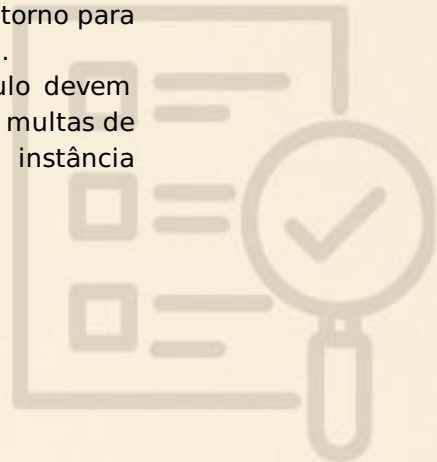 torno para
.
ulo devem
multas de
instância